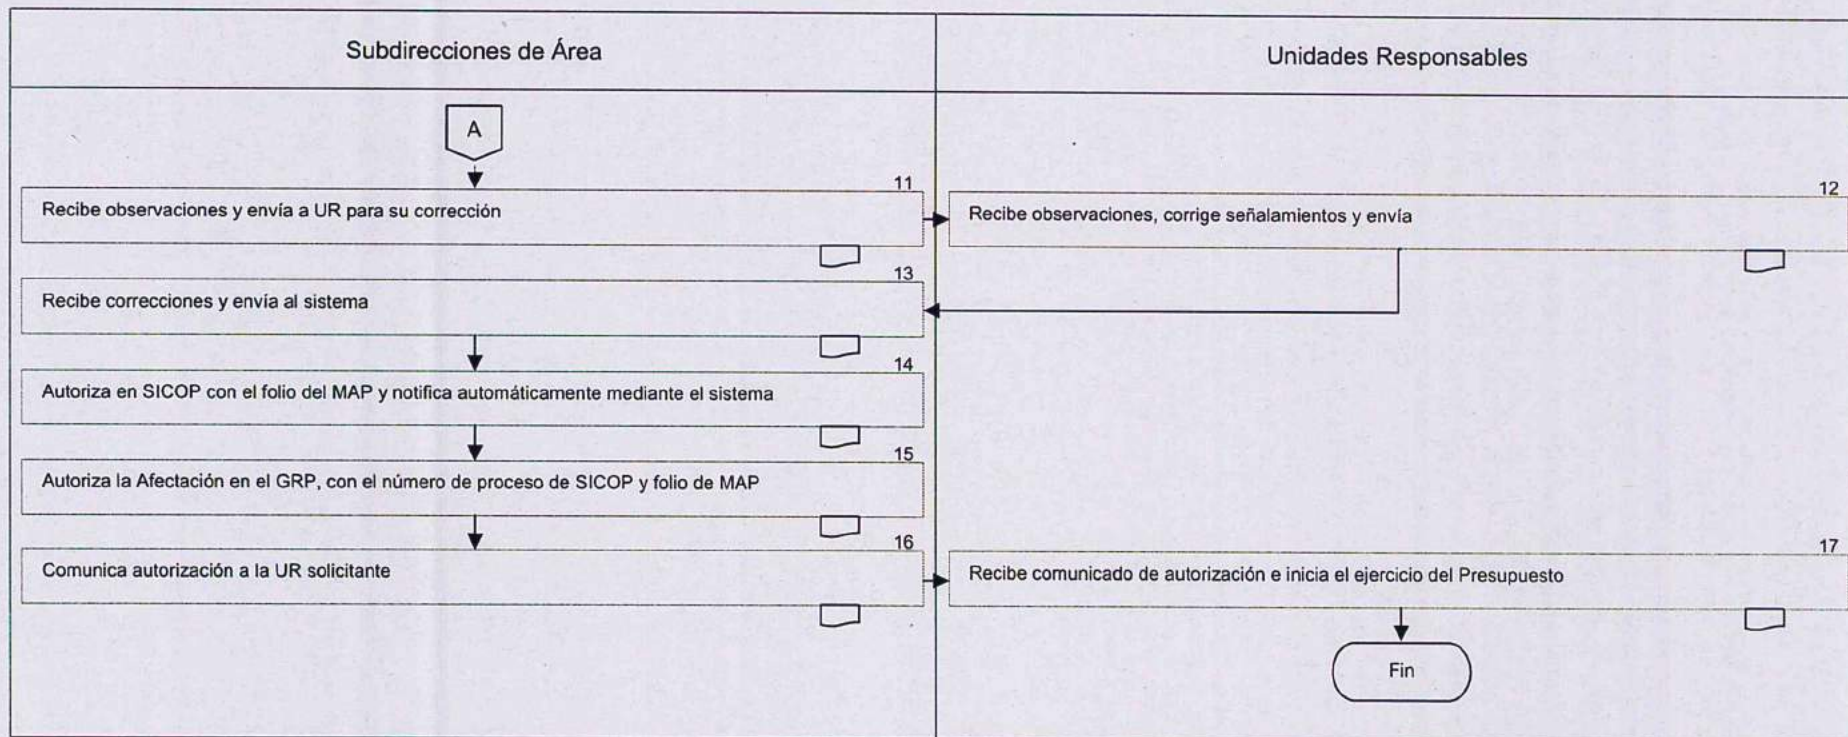 Subdirecciones de Área
Unidades Responsables
A
11
Recibe observaciones y envía a UR para su corrección
12
Recibe observaciones, corrige señalamientos y envía
13
Recibe correcciones y envía al sistema
14
Autoriza en SICOP con el folio del MAP y notifica automáticamente mediante el sistema
15
Autoriza la Afectación en el GRP, con el número de proceso de SICOP y folio de MAP
16
Comunica autorización a la UR solicitante
17
Recibe comunicado de autorización e inicia el ejercicio del Presupuesto
Fin